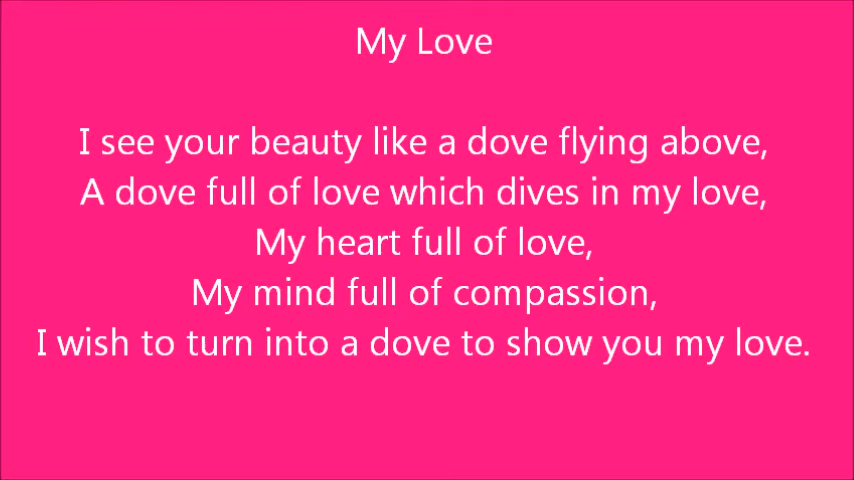 My Love
I see your beauty like a dove flying above,
A dove full of love which dives in my love,
My heart full of love,
My mind full of compassion,
I wish to turn into a dove to show you my love.